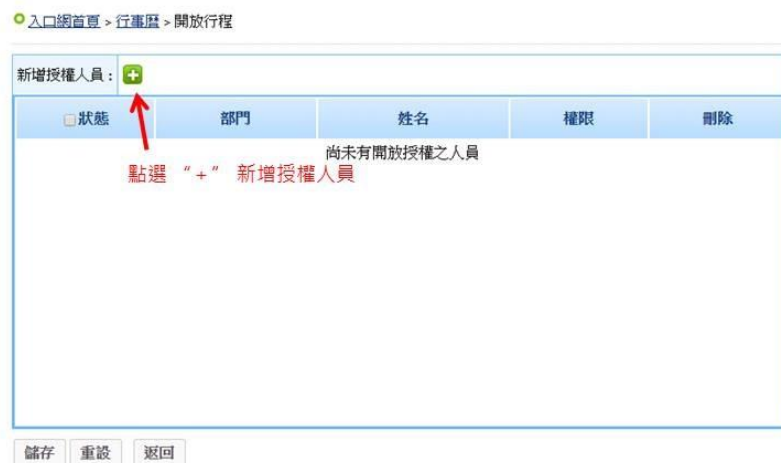 入口網首頁 > 行事曆 > 開放行程
新增授權人員：
狀態 部門 姓名 權限 刪除
尚未有開放授權之人員
點選 “+” 新增授權人員
儲存 重設 返回